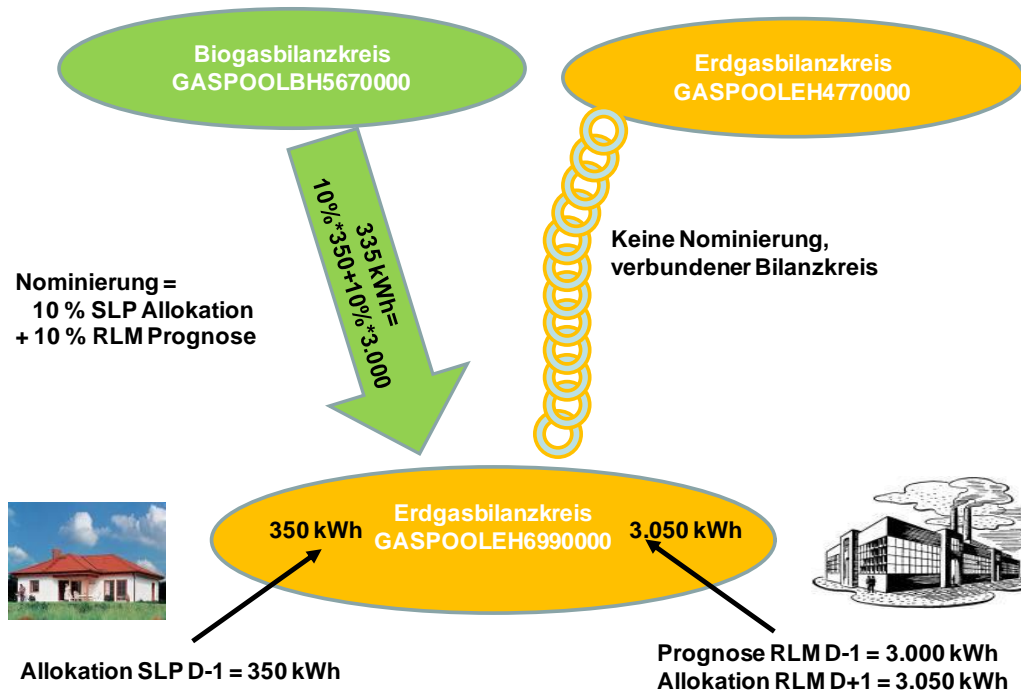 Biogasbilanzkreis
GASPOOLBH5670000
Erdgasbilanzkreis
GASPOOLEH4770000
335 kWh=
10%*350+10%*3.000
Keine Nominierung,
verbundener Bilanzkreis
Nominierung =
10 % SLP Allokation
+ 10 % RLM Prognose
350 kWh
Erdgasbilanzkreis
GASPOOLEH6990000
3.050 kWh
Allokation SLP D-1 = 350 kWh
Prognose RLM D-1 = 3.000 kWh
Allokation RLM D+1 = 3.050 kWh